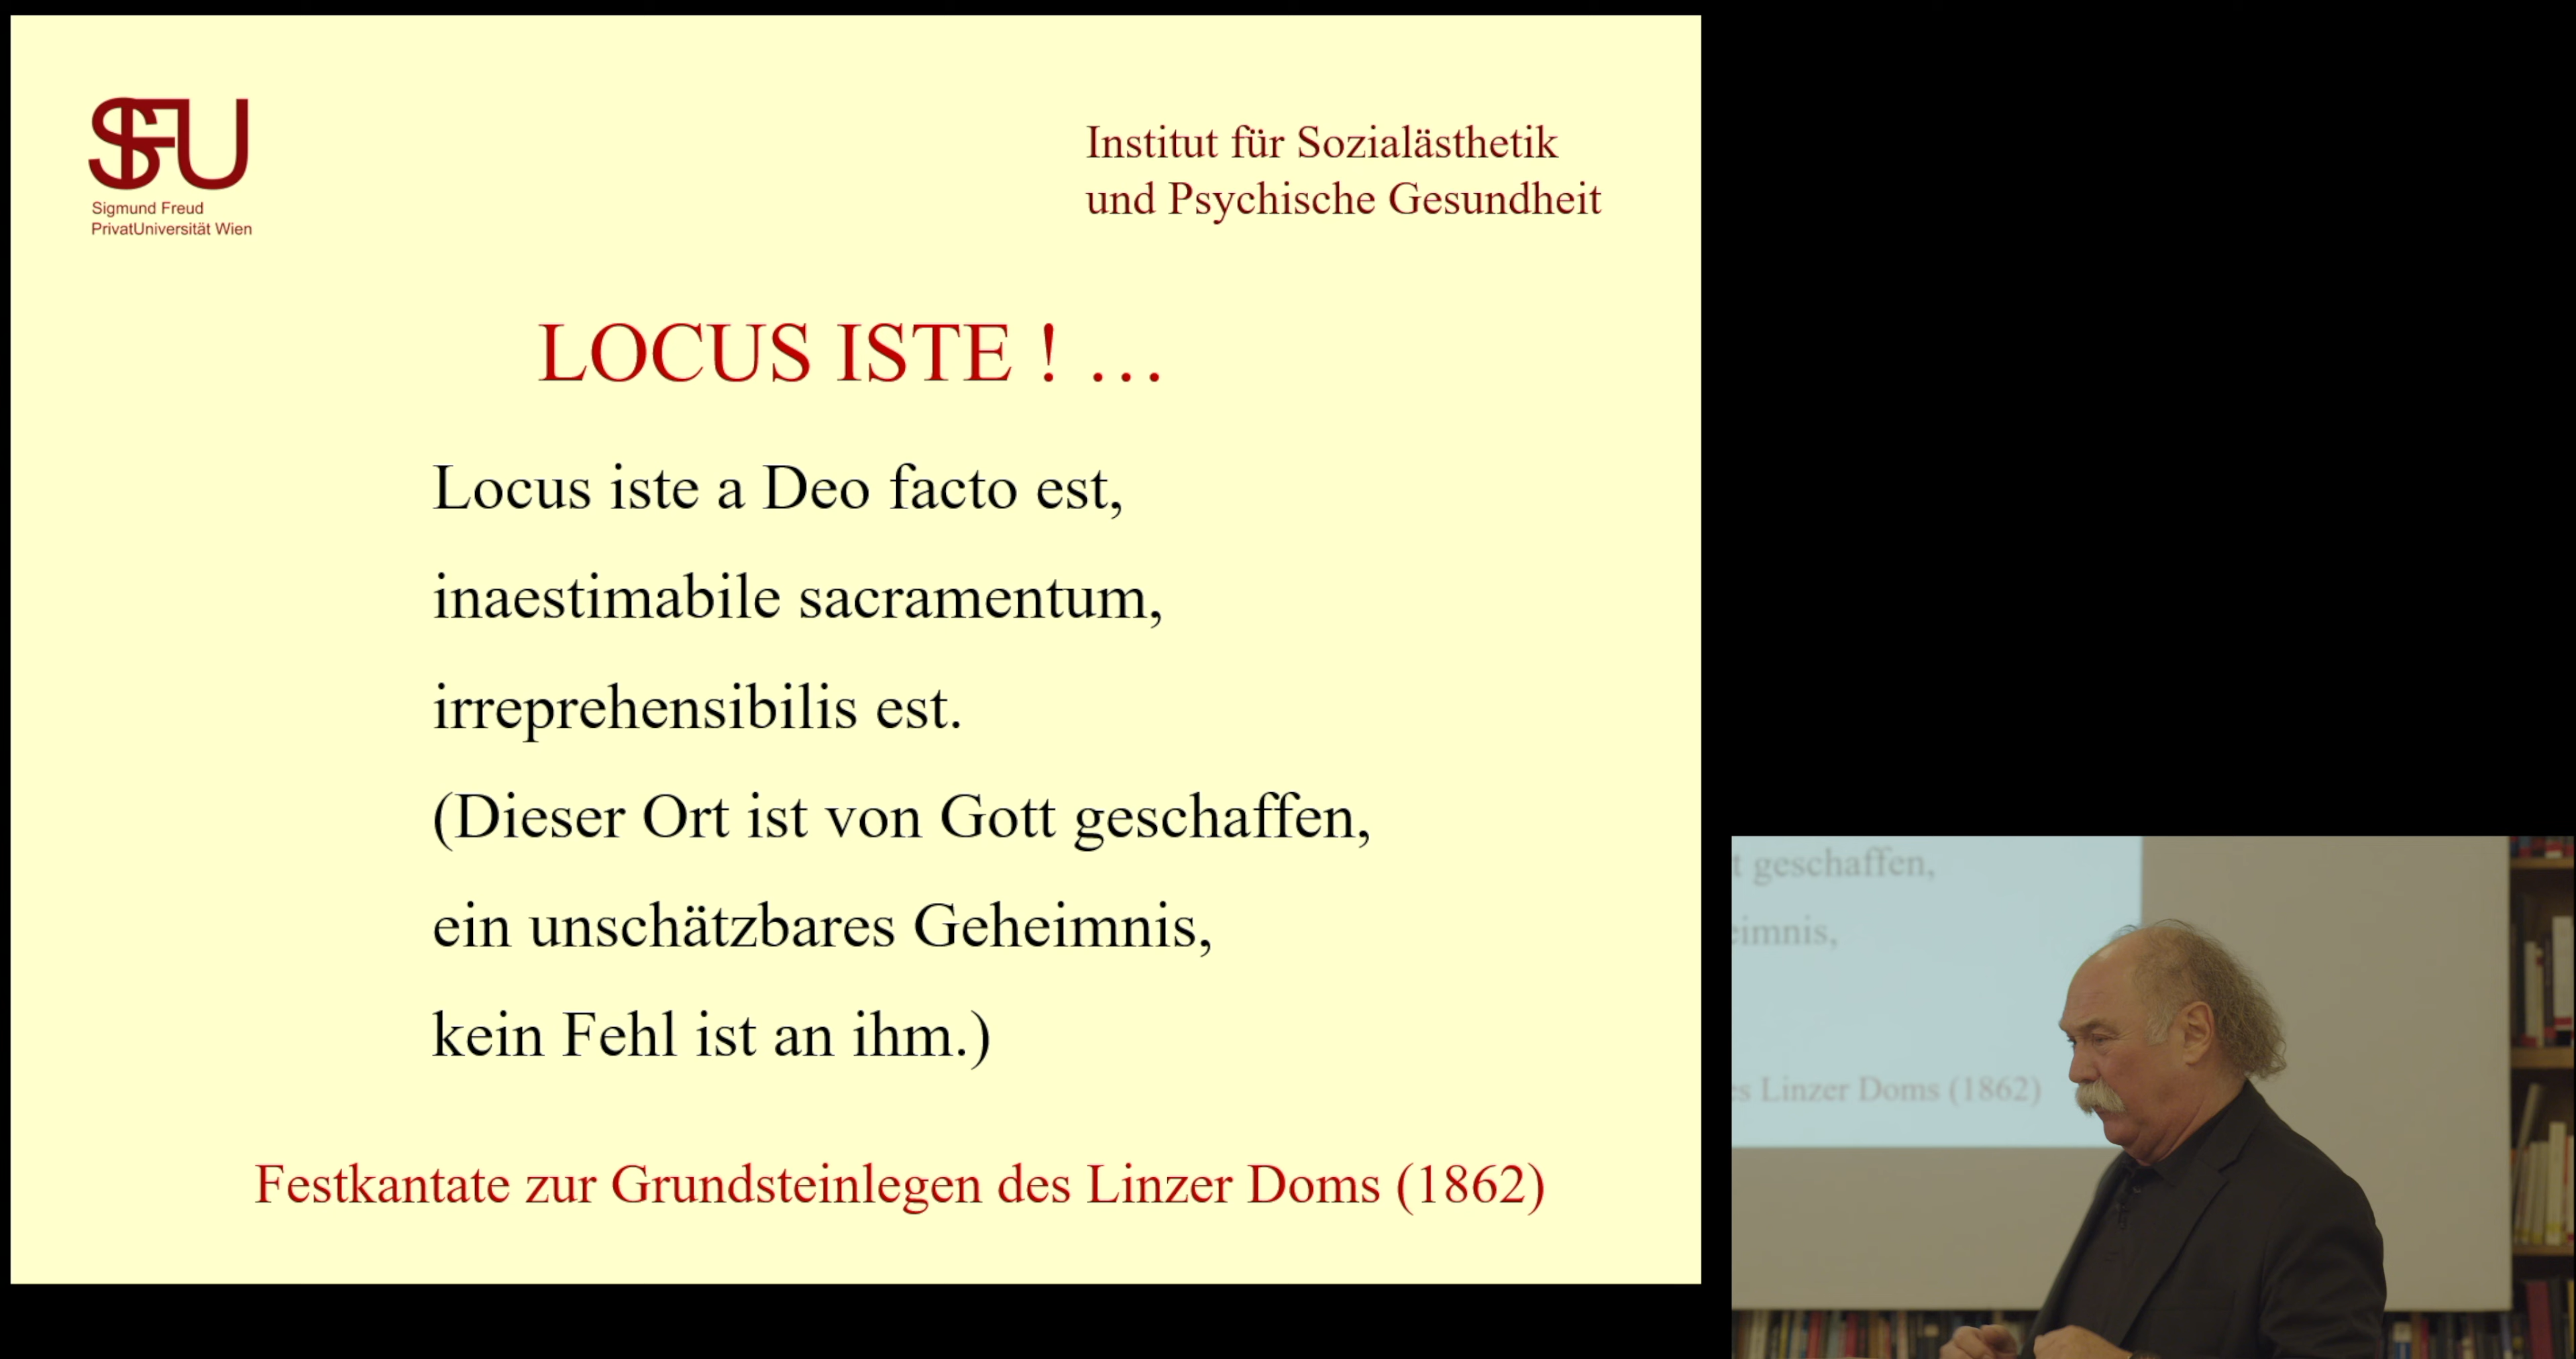 SFU
Sigmund Freud
PrivatUniversität Wien
Institut für Sozialästhetik
und Psychische Gesundheit
LOCUS ISTE ! …
Locus iste a Deo facto est,
inaestimabile sacramentum,
irreprehensibilis est.
(Dieser Ort ist von Gott geschaffen,
ein unschätzbares Geheimnis,
kein Fehl ist an ihm.)
Festkantate zur Grundsteinlegen des Linzer Doms (1862)
t geschaffen,
eimnis,
es Linzer Doms (1862)